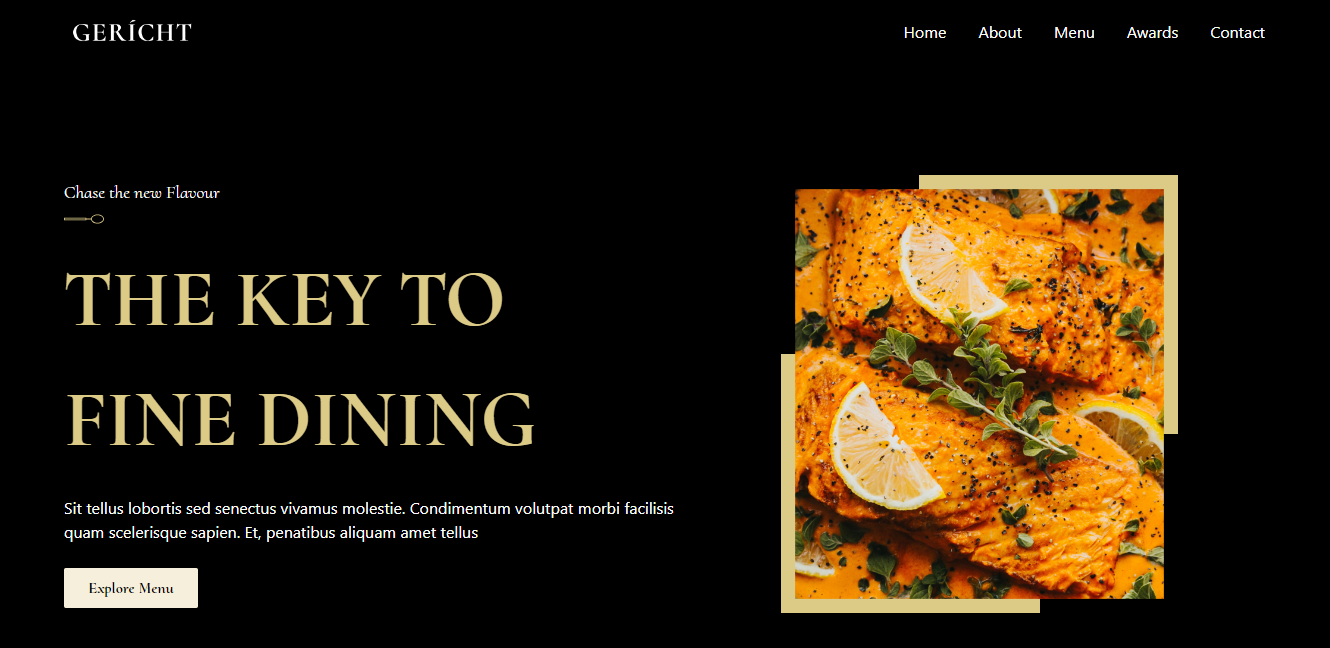 GERÍCHT
Home About Menu Awards Contact
Chase the new Flavour
THE KEY TO
FINE DINING
Sit tellus lobortis sed senectus vivamus molestie. Condimentum volutpat morbi facilisis
quam scelerisque sapien. Et, penatibus aliquam amet tellus
Explore Menu